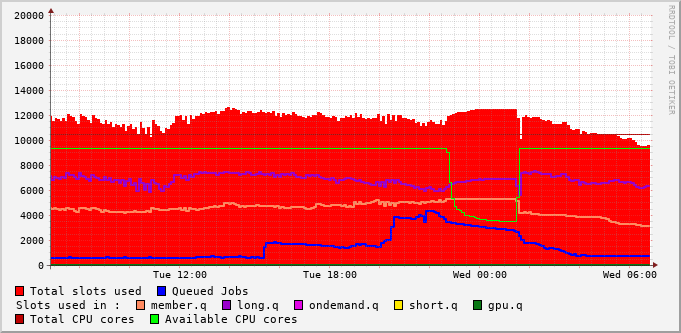 20000
18000
16000
14000
12000
10000
8000
6000
4000
2000
0
Tue 12:00 Tue 18:00 Wed 00:00 Wed 06:00
RRDTOOL / TOBI OETIKER
Total slots used Queued Jobs
Slots used in : member.q long.q ondemand.q short.q gpu.q
Total CPU cores Available CPU cores